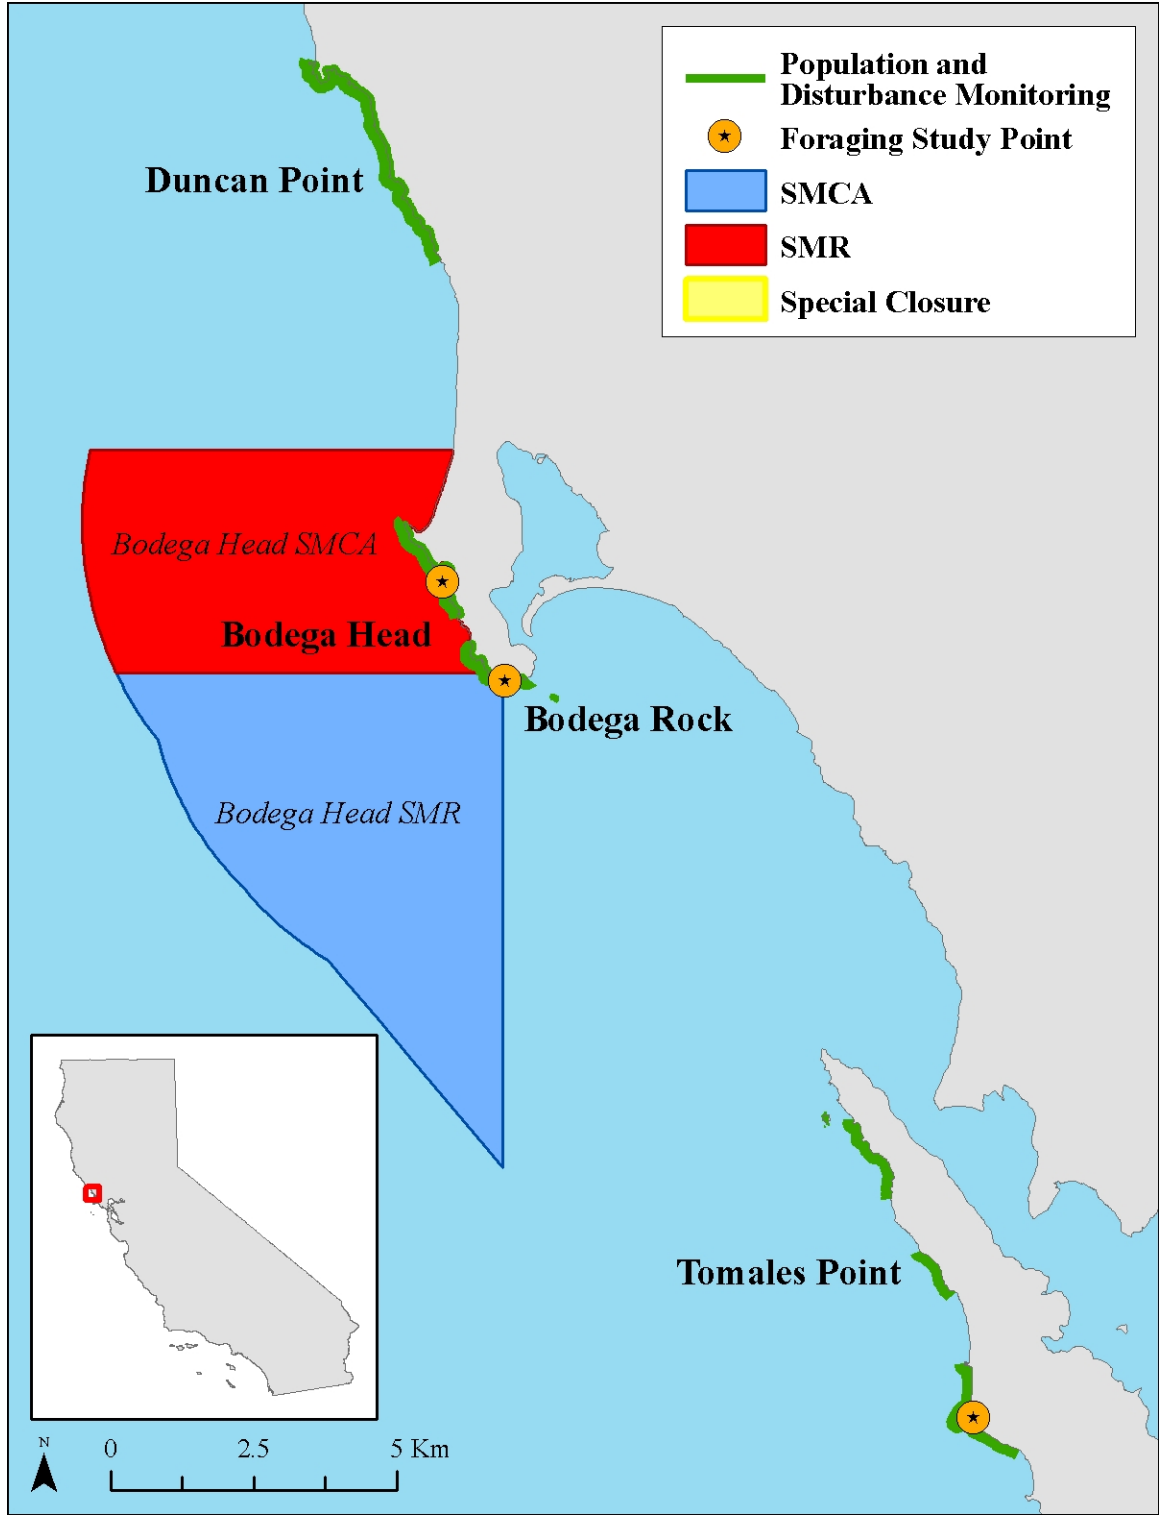 Population and
Disturbance Monitoring
Foraging Study Point
SMCA
SMR
Special Closure
Duncan Point
Bodega Head SMCA
Bodega Head
Bodega Rock
Bodega Head SMR
Tomales Point
N
0 2.5 5 Km